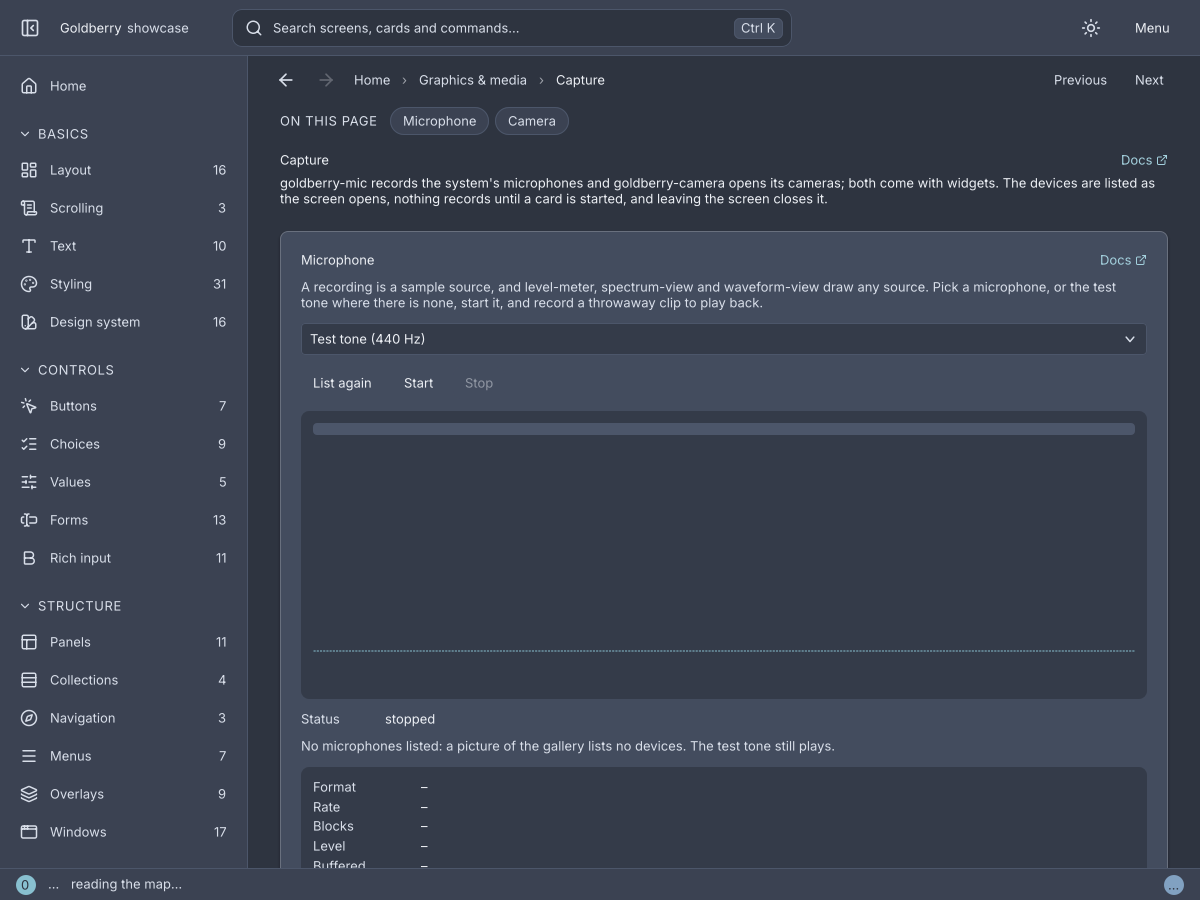 Goldberry showcase
Search screens, cards and commands...
Ctrl K
Menu
Home
BASICS
Layout 16
Scrolling 3
Text 10
Styling 31
Design system 16
CONTROLS
Buttons 7
Choices 9
Values 5
Forms 13
Rich input 11
STRUCTURE
Panels 11
Collections 4
Navigation 3
Menus 7
Overlays 9
Windows 17
Home › Graphics & media › Capture
Previous Next
ON THIS PAGE Microphone Camera
Capture Docs
goldberry-mic records the system's microphones and goldberry-camera opens its cameras; both come with widgets. The devices are listed as
the screen opens, nothing records until a card is started, and leaving the screen closes it.
Microphone Docs
A recording is a sample source, and level-meter, spectrum-view and waveform-view draw any source. Pick a microphone, or the test
tone where there is none, start it, and record a throwaway clip to play back.
Test tone (440 Hz)
List again Start Stop
Status stopped
No microphones listed: a picture of the gallery lists no devices. The test tone still plays.
Format –
Rate –
Blocks –
Level –
Buffered –
0 ... reading the map... ...